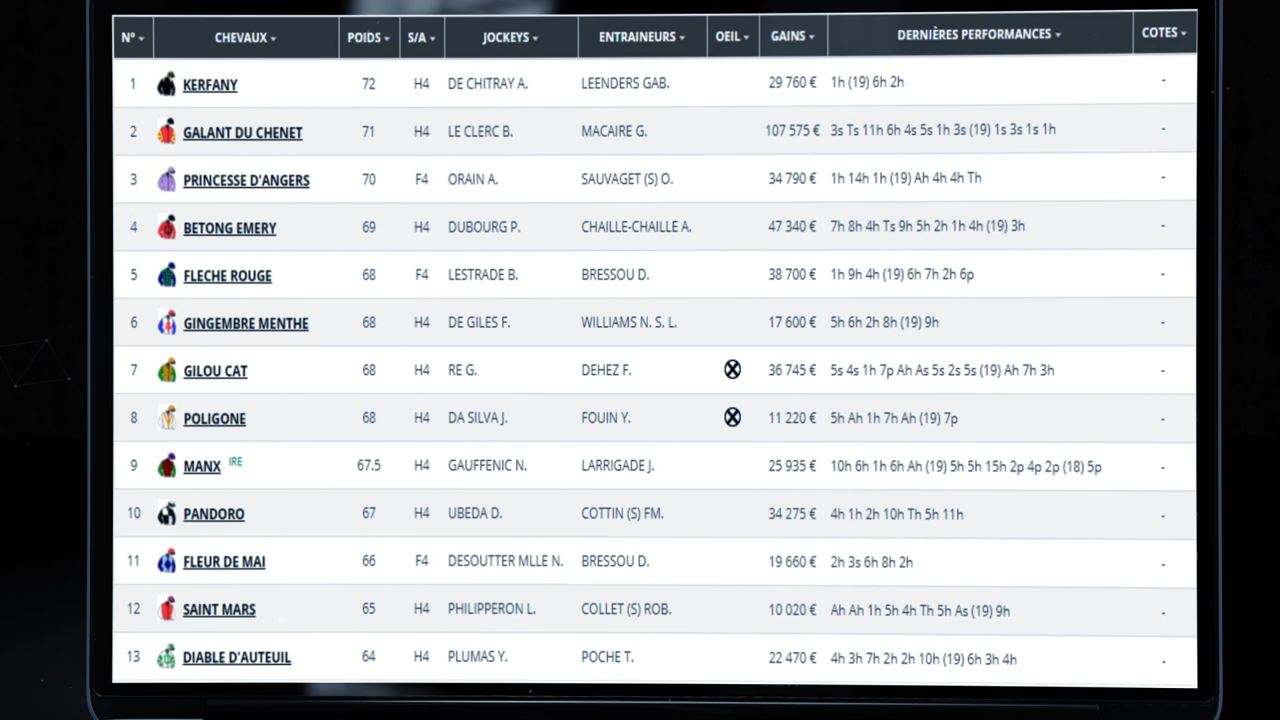 N° CHEVAUX POIDS S/A JOCKEYS ENTRAINEURS OEIL GAINS DERNIÈRES PERFORMANCES COTES
1 KERFANY 72 H4 DE CHITRAY A. LEENDERS GAB. 29 760 € 1h (19) 6h 2h -
2 GALANT DU CHENET 71 H4 LE CLERC B. MACAIRE G. 107 575 € 3s Ts 11h 6h 4s 5s 1h 3s (19) 1s 3s 1s 1h -
3 PRINCESSE D'ANGERS 70 F4 ORAIN A. SAUVAGET (S) O. 34 790 € 1h 14h 1h (19) Ah 4h 4h Th -
4 BETONG EMERY 69 H4 DUBOURG P. CHAILLE-CHAILLE A. 47 340 € 7h 8h 4h Ts 9h 5h 2h 1h 4h (19) 3h -
5 FLECHE ROUGE 68 F4 LESTRADE B. BRESSOU D. 38 700 € 1h 9h 4h (19) 6h 7h 2h 6p -
6 GINGEMBRE MENTHE 68 H4 DE GILES F. WILLIAMS N. S. L. 17 600 € 5h 6h 2h 8h (19) 9h -
7 GILOU CAT 68 H4 RE G. DEHEZ F. 36 745 € 5s 4s 1h 7p Ah As 5s 2s 5s (19) Ah 7h 3h -
8 POLIGONE 68 H4 DA SILVA J. FOUIN Y. 11 220 € 5h Ah 1h 7h Ah (19) 7p -
9 MANX IRE 67.5 H4 GAUFFENIC N. LARRIGADE J. 25 935 € 10h 6h 1h 6h Ah (19) 5h 5h 15h 2p 4p 2p (18) 5p -
10 PANDORO 67 H4 UBEDA D. COTTIN (S) FM. 34 275 € 4h 1h 2h 10h Th 5h 11h -
11 FLEUR DE MAI 66 F4 DESOUTTER MLLE N. BRESSOU D. 19 660 € 2h 3s 6h 8h 2h -
12 SAINT MARS 65 H4 PHILIPPERON L. COLLET (S) ROB. 10 020 € Ah Ah 1h 5h 4h Th 5h As (19) 9h -
13 DIABLE D'AUTEUIL 64 H4 PLUMAS Y. POCHE T. 22 470 € 4h 3h 7h 2h 2h 10h (19) 6h 3h 4h -